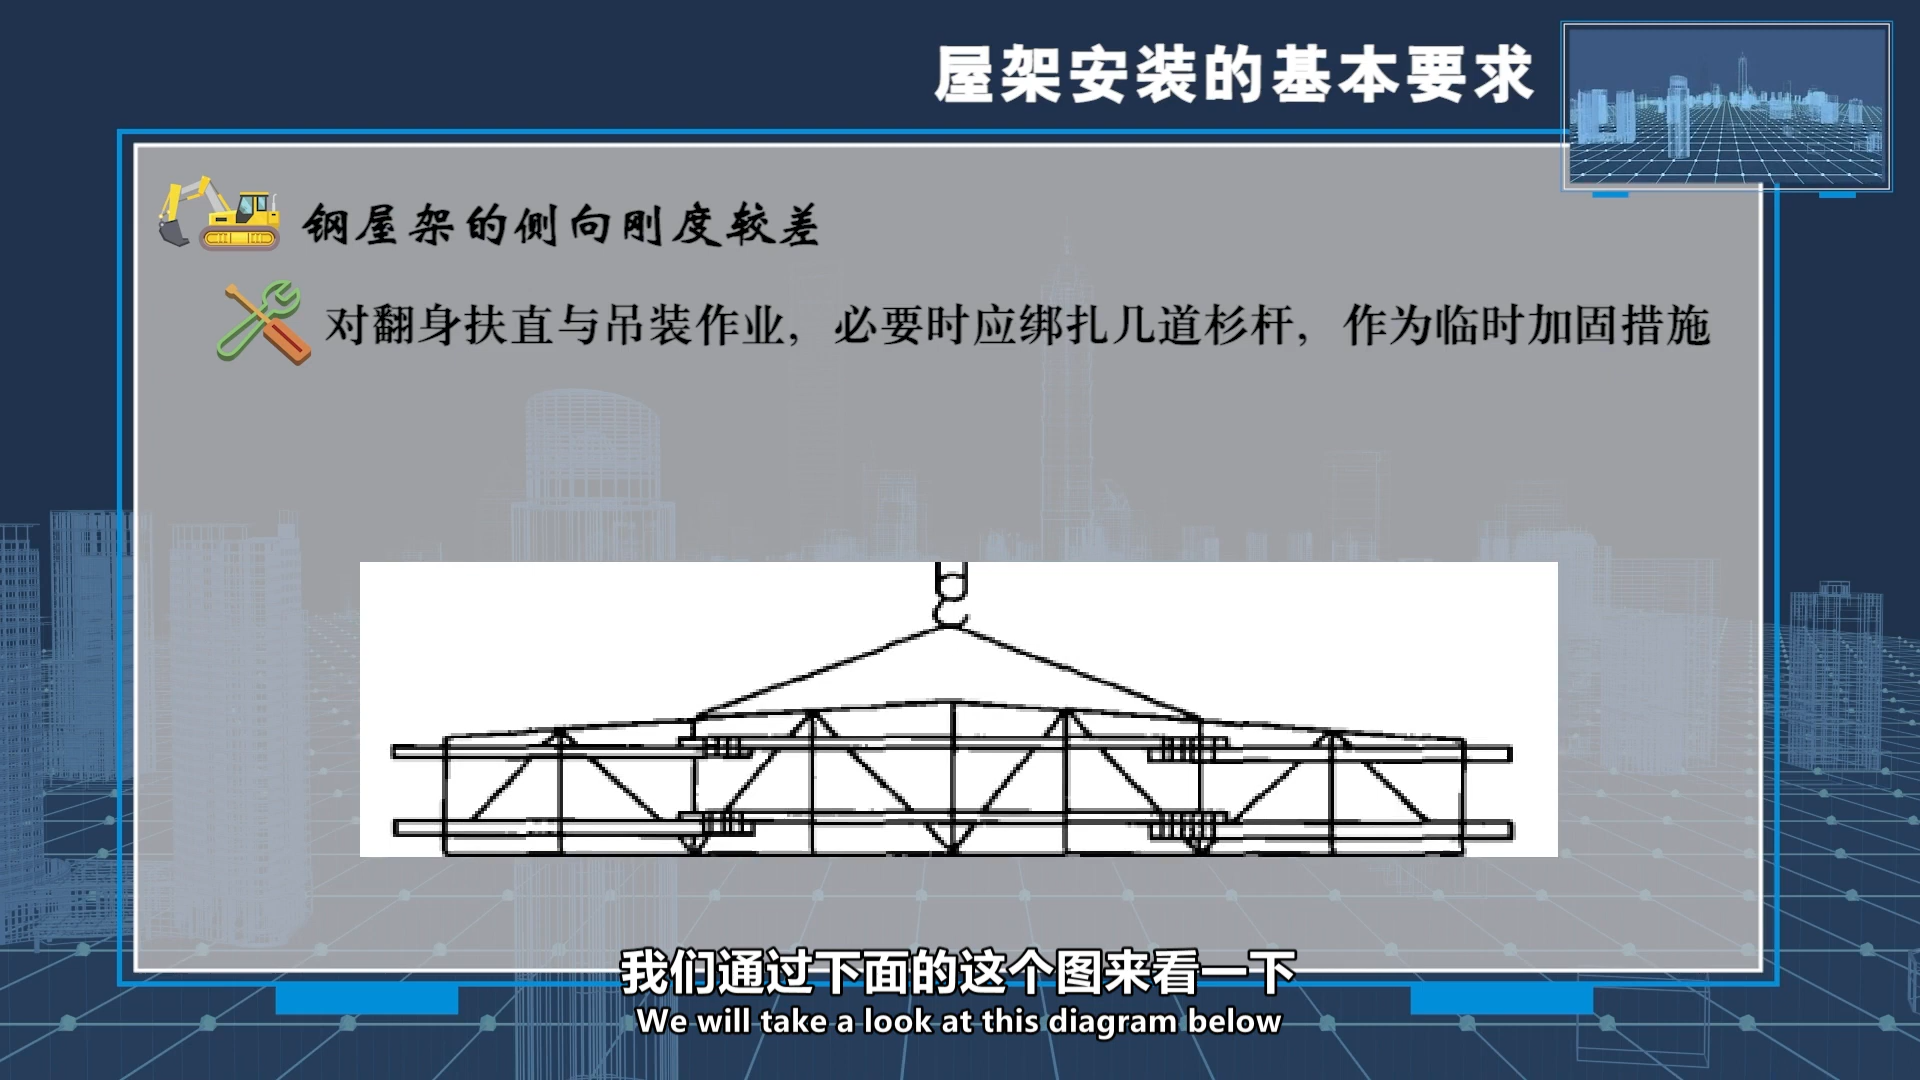 屋架安装的基本要求
钢屋架的侧向刚度较差
对翻身扶直与吊装作业，必要时应绑扎几道杉杆，作为临时加固措施
我们通过下面的这个图来看一下
We will take a look at this diagram below